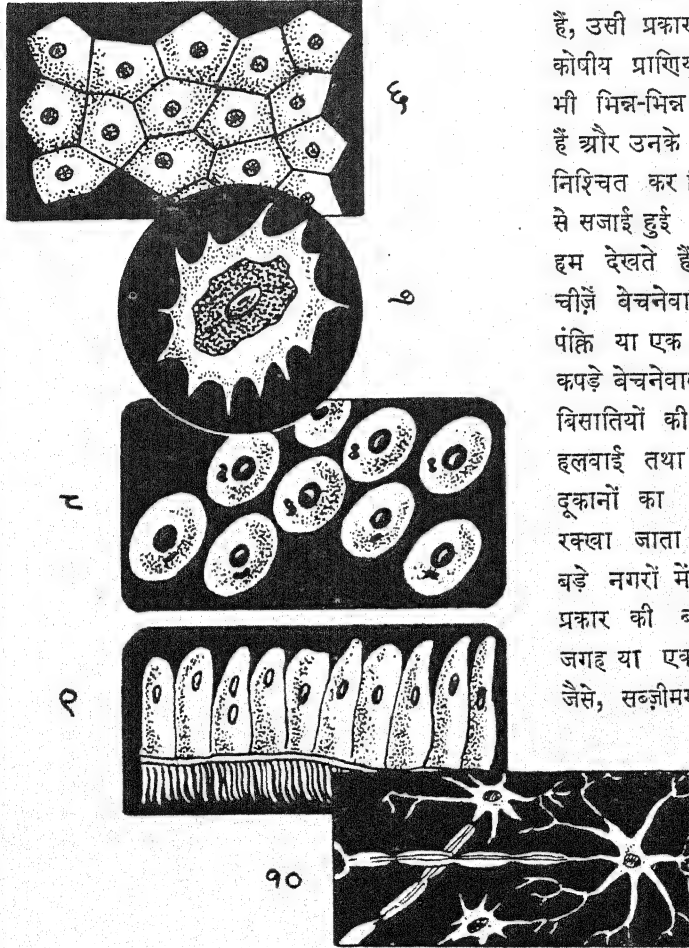 हैं, उसी प्रकार
कोषीय प्राणिय
भी भिन्न-भिन्न
हैं और उनके
निश्चित कर
से सजाई हुई
हम देखते हैं
चीज़ें बेचनेवा
पंक्ति या एक
कपड़े बेचनेवा
बिसातियों की
हलवाई तथा
दूकानों का
रक्खा जाता
बड़े नगरों में
प्रकार की
जगह या एक
जैसे, सब्ज़ीम
६
७
८
९
१०